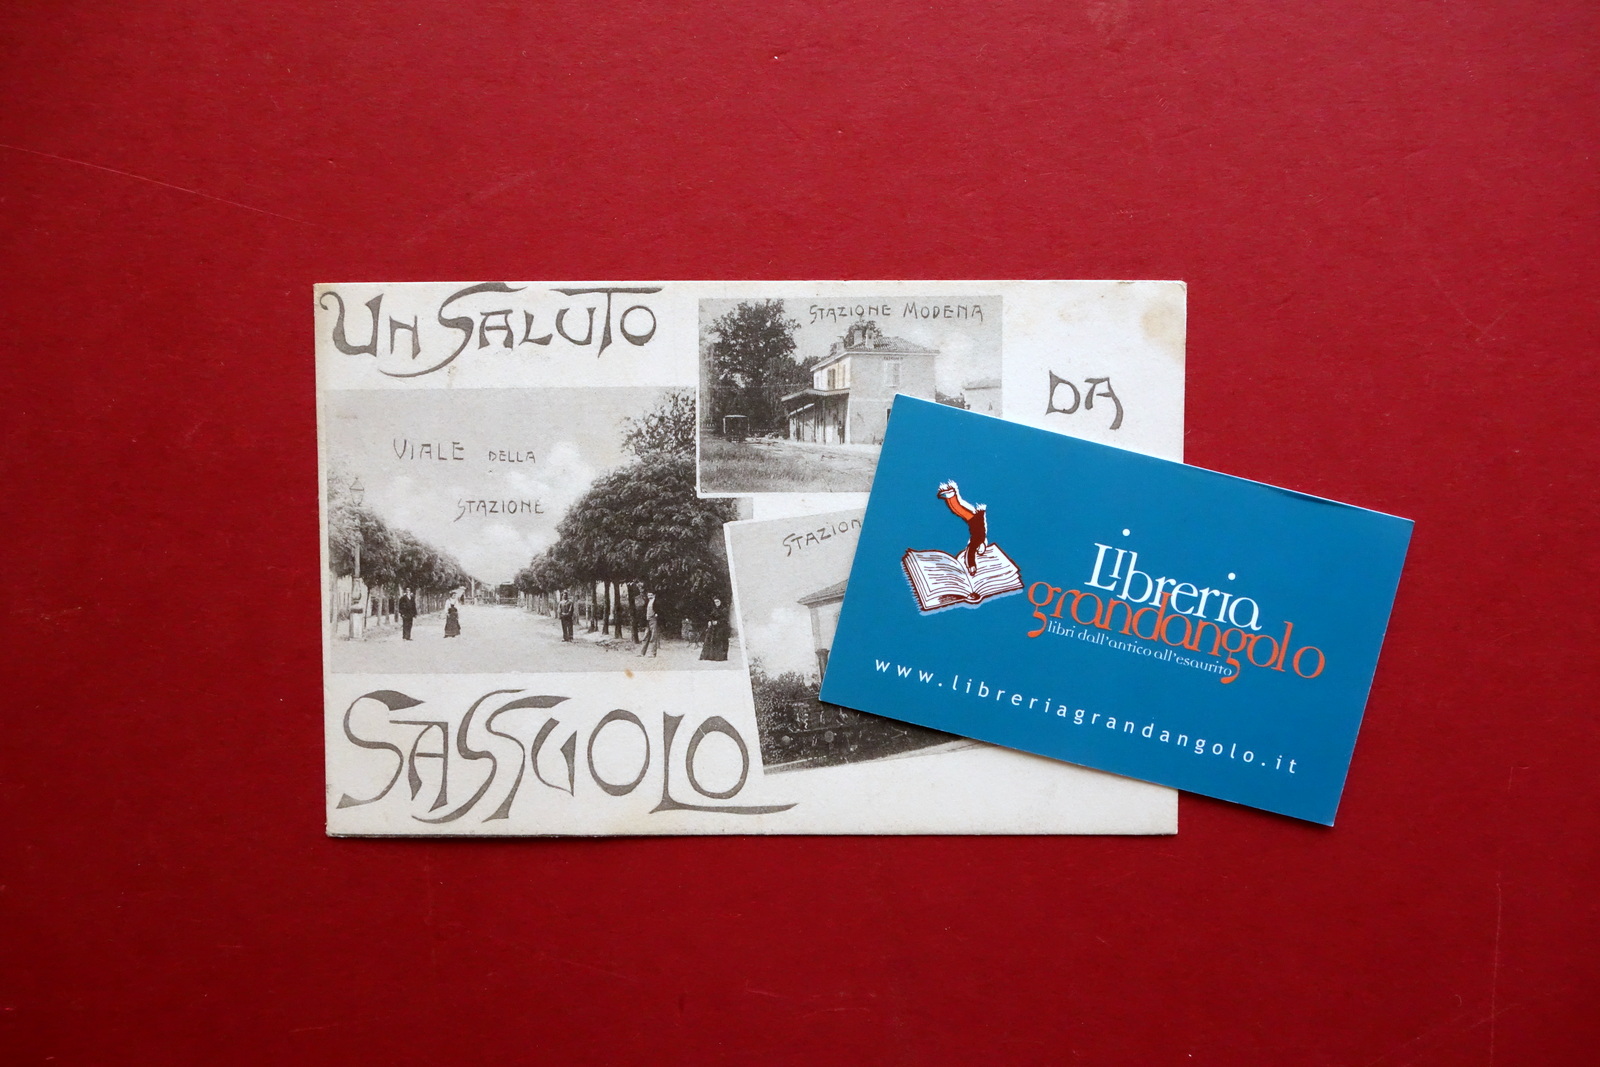 Un Saluto
Stazione Modena
DA
Viale della
Stazione
Sassuolo
Libreria
grandangolo
libri dall'antico all'esaurito
www.libreriagrandangolo.it